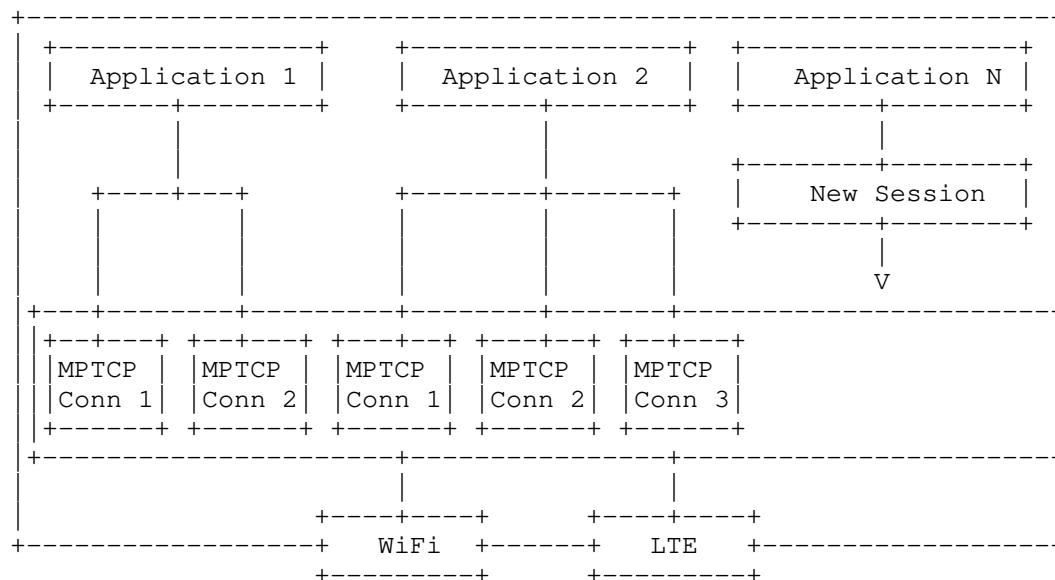 Application 1 Application 2 Application N
New Session
V
MPTCP MPTCP MPTCP MPTCP MPTCP
Conn 1 Conn 2 Conn 1 Conn 2 Conn 3
WiFi LTE